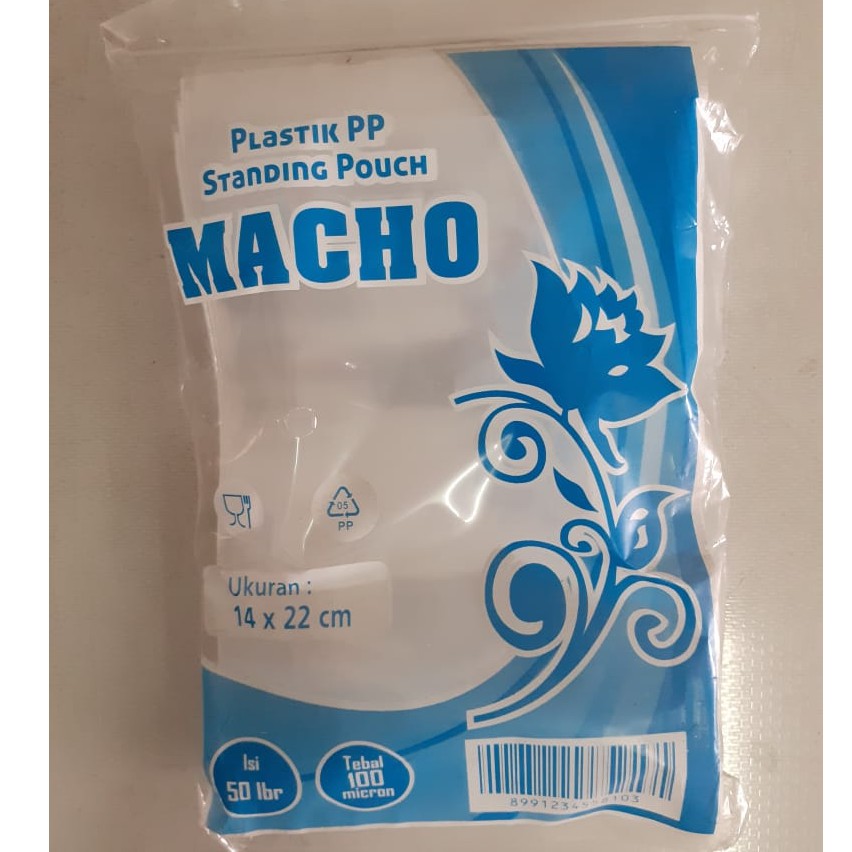 Plastik PP
Standing Pouch
MACHO
05
PP
Ukuran :
14 x 22 cm
Isi
50 lbr
Tebal
100
micron